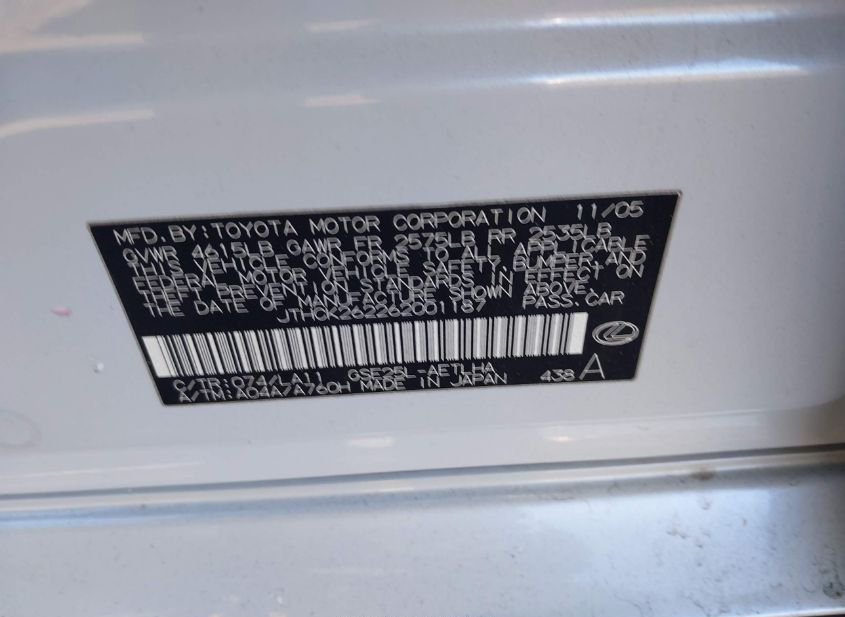 MFD. BY: TOYOTA MOTOR CORPORATION 11/05
GVWR 4615LB GAWR FR 2575LB RR 2535LB
THIS VEHICLE CONFORMS TO ALL APPLICABLE
FEDERAL MOTOR VEHICLE SAFETY, BUMPER, AND
THEFT PREVENTION STANDARDS IN EFFECT ON
THE DATE OF MANUFACTURE SHOWN ABOVE.
JTHCK262262001187 PASS. CAR
C/TR: 074/LA11 GSE25L-AETLHA
A/TM: A04A/A760H MADE IN JAPAN 438 A